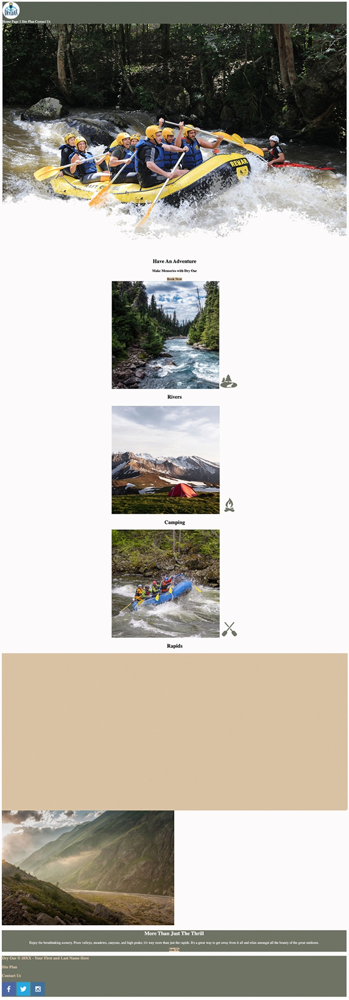 DRY OAR
Home Page 2 Site Plan Contact Us
REMAR
Have An Adventure
Make Memories with Dry Oar
Book Now
Rivers
Camping
Rapids
More Than Just The Thrill
Enjoy the breathtaking scenery. From valleys, meadows, canyons, and high peaks; it's way more than just the rapids. It's a great way to get away from it all and relax amongst all the beauty of the great outdoors.
Join Us
Dry Oar © 20XX - Your First and Last Name Here
Site Plan
Contact Us